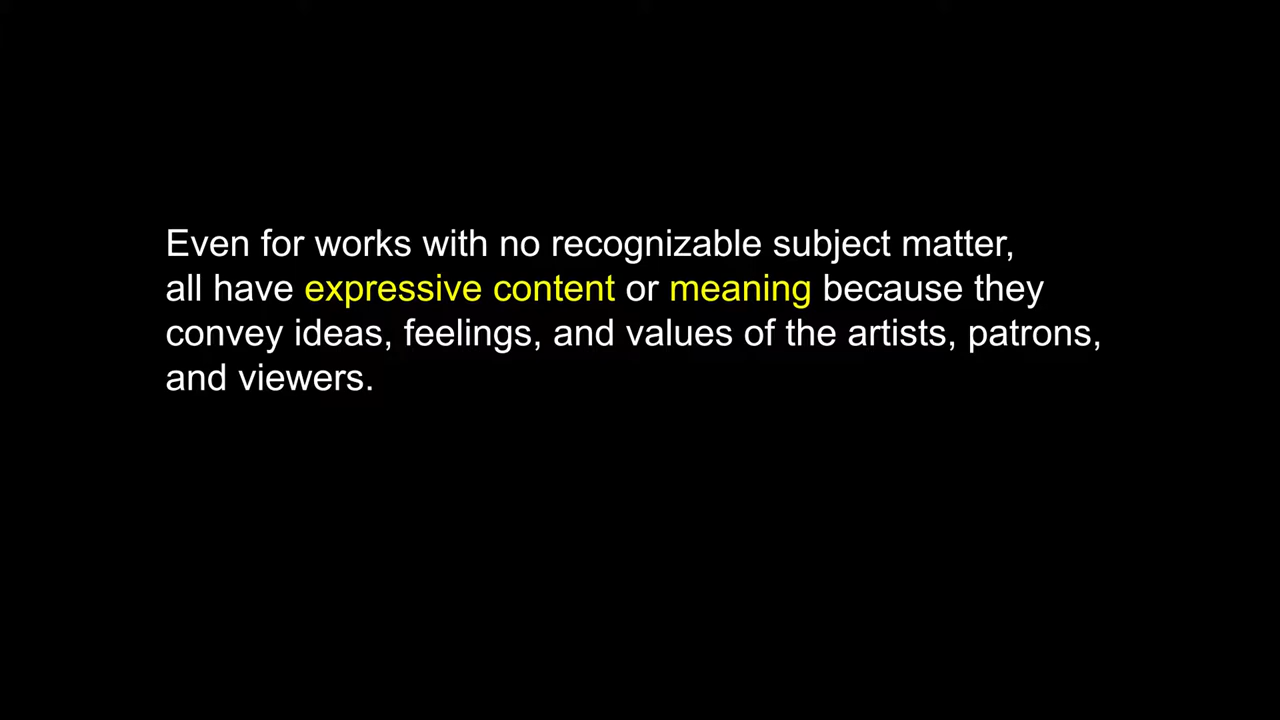 Even for works with no recognizable subject matter,
all have expressive content or meaning because they
convey ideas, feelings, and values of the artists, patrons,
and viewers.